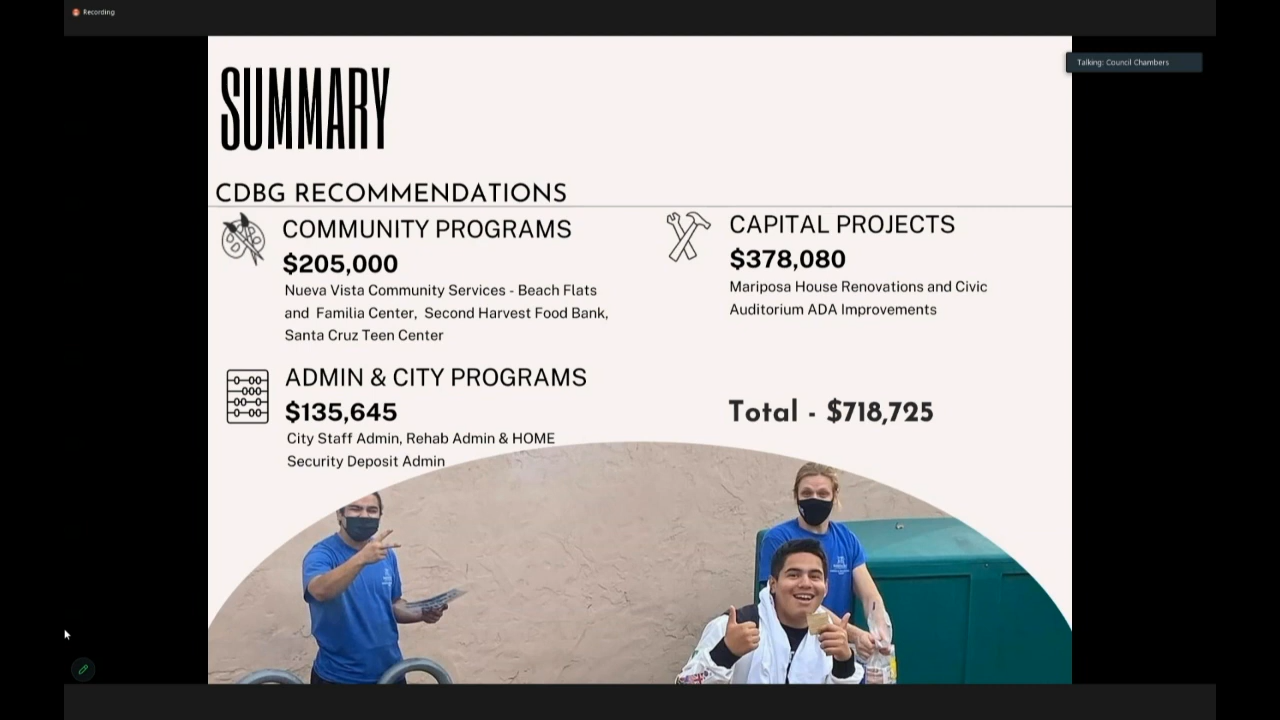 Recording
Talking: Council Chambers
SUMMARY
CDBG RECOMMENDATIONS
COMMUNITY PROGRAMS
$205,000
Nueva Vista Community Services - Beach Flats
and Familia Center, Second Harvest Food Bank,
Santa Cruz Teen Center
CAPITAL PROJECTS
$378,080
Mariposa House Renovations and Civic
Auditorium ADA Improvements
ADMIN & CITY PROGRAMS
$135,645
City Staff Admin, Rehab Admin & HOME
Security Deposit Admin
Total - $718,725